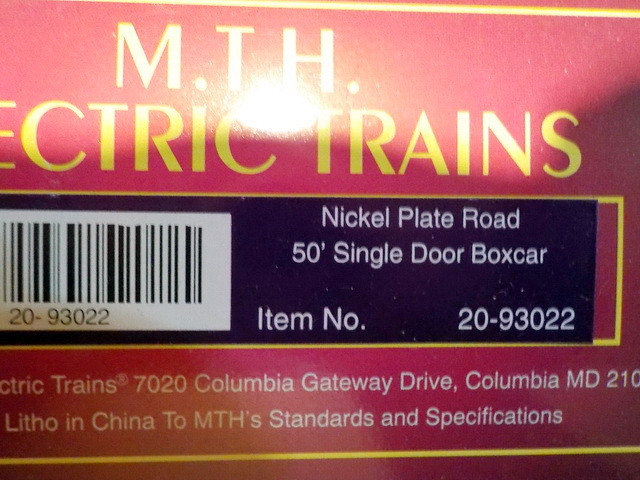 M.T.H.
ECTRIC TRAINS
Nickel Plate Road
50' Single Door Boxcar
20-93022
Item No. 20-93022
ctric Trains® 7020 Columbia Gateway Drive, Columbia MD 210
Litho in China To MTH's Standards and Specifications